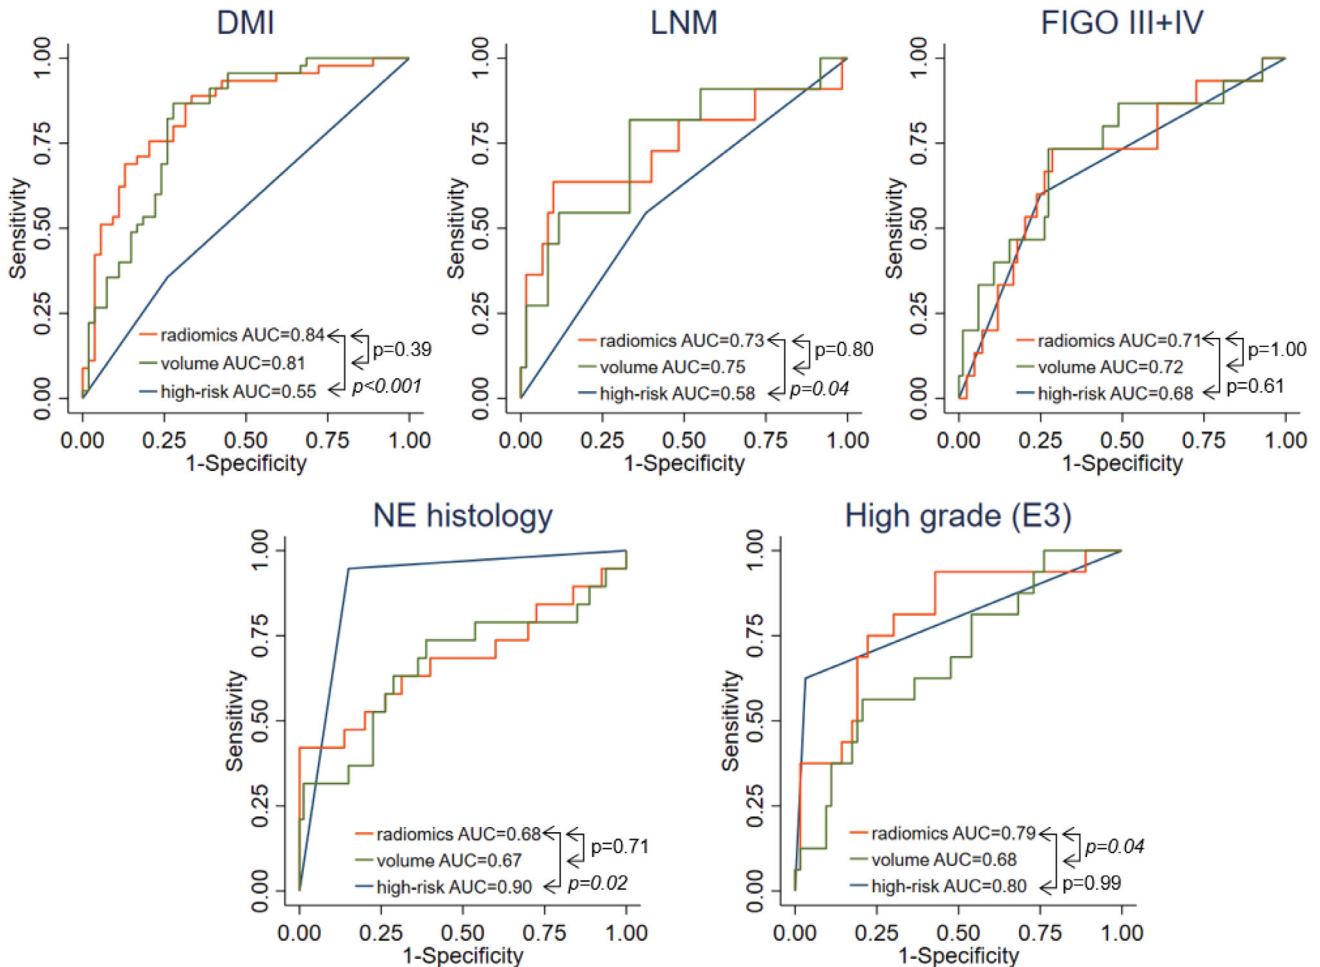 DMI
1.00
0.75
0.50
0.25
0.00
Sensitivity
radiomics AUC=0.84
volume AUC=0.81
high-risk AUC=0.55
p=0.39
p<0.001
0.00 0.25 0.50 0.75 1.00
1-Specificity
LNM
1.00
0.75
0.50
0.25
0.00
Sensitivity
radiomics AUC=0.73
volume AUC=0.75
high-risk AUC=0.58
p=0.80
p=0.04
0.00 0.25 0.50 0.75 1.00
1-Specificity
FIGO III+IV
1.00
0.75
0.50
0.25
0.00
Sensitivity
radiomics AUC=0.71
volume AUC=0.72
high-risk AUC=0.68
p=1.00
p=0.61
0.00 0.25 0.50 0.75 1.00
1-Specificity
NE histology
1.00
0.75
0.50
0.25
0.00
Sensitivity
radiomics AUC=0.68
volume AUC=0.67
high-risk AUC=0.90
p=0.71
p=0.02
0.00 0.25 0.50 0.75 1.00
1-Specificity
High grade (E3)
1.00
0.75
0.50
0.25
0.00
Sensitivity
radiomics AUC=0.79
volume AUC=0.68
high-risk AUC=0.80
p=0.04
p=0.99
0.00 0.25 0.50 0.75 1.00
1-Specificity